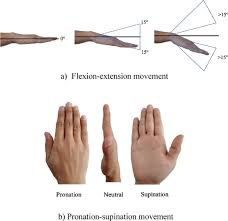 0°
15°
15°
>15°
>15°
a) Flexion-extension movement
Pronation Neutral Supination
b) Pronation-supination movement